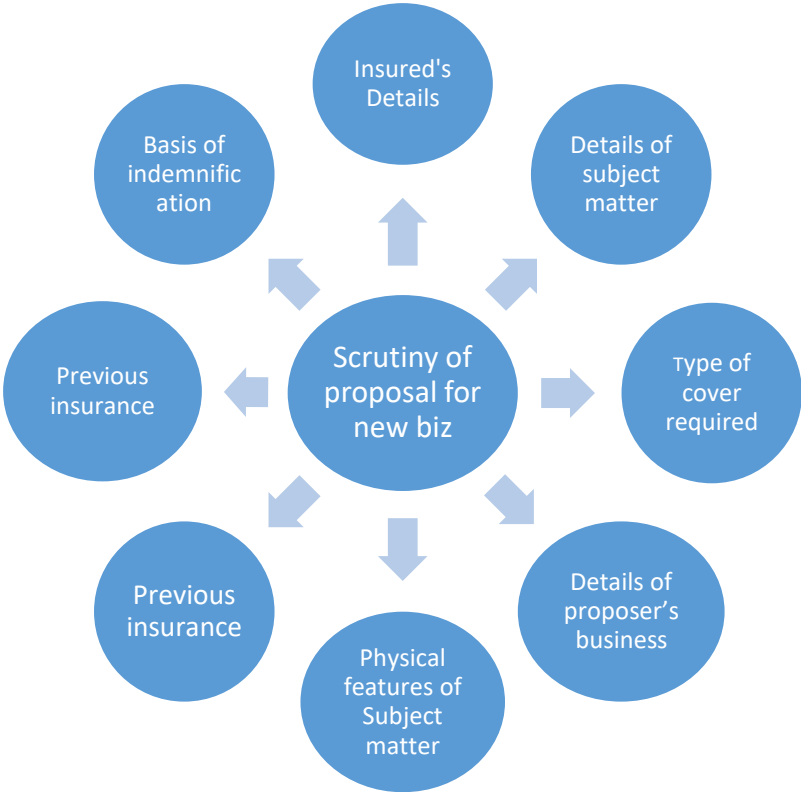 Insured's
Details
Details of
subject
matter
Type of
cover
required
Details of
proposer’s
business
Physical
features of
Subject
matter
Previous
insurance
Previous
insurance
Basis of
indemnific
ation
Scrutiny of
proposal for
new biz